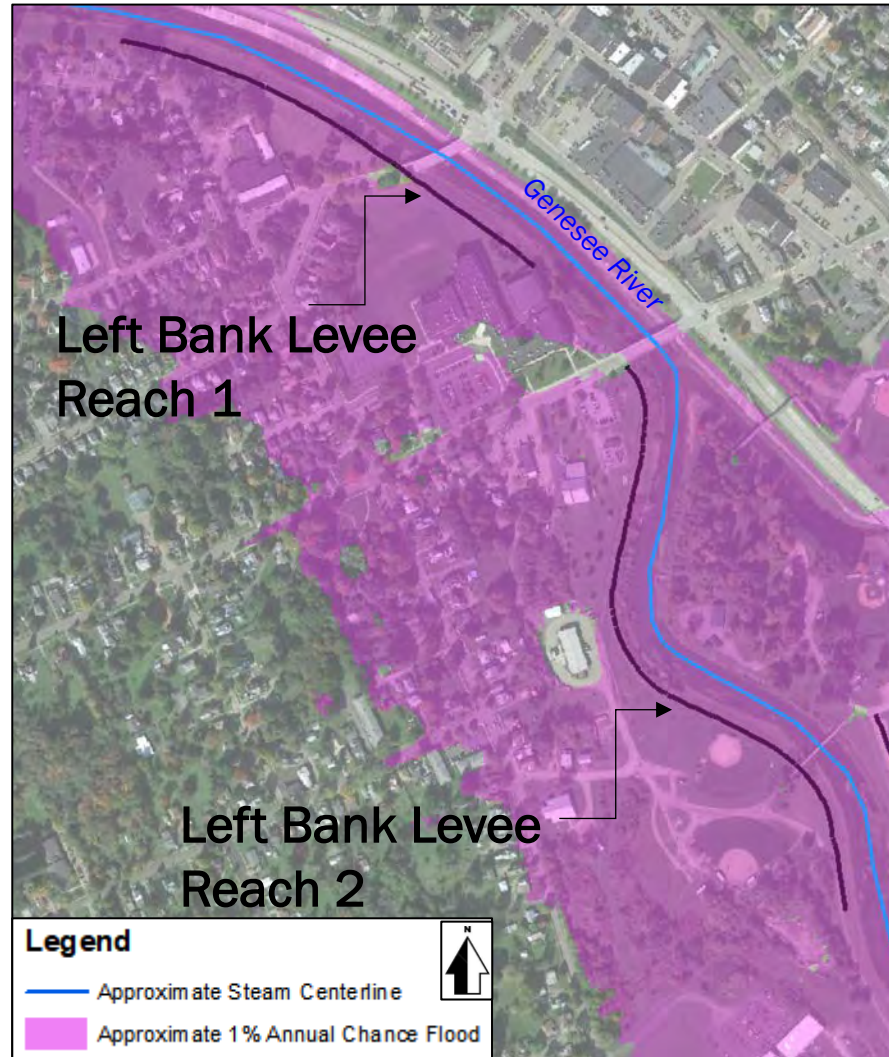 Genesee River
Left Bank Levee
Reach 1
Left Bank Levee
Reach 2
Legend
N
Approximate Steam Centerline
Approximate 1% Annual Chance Flood